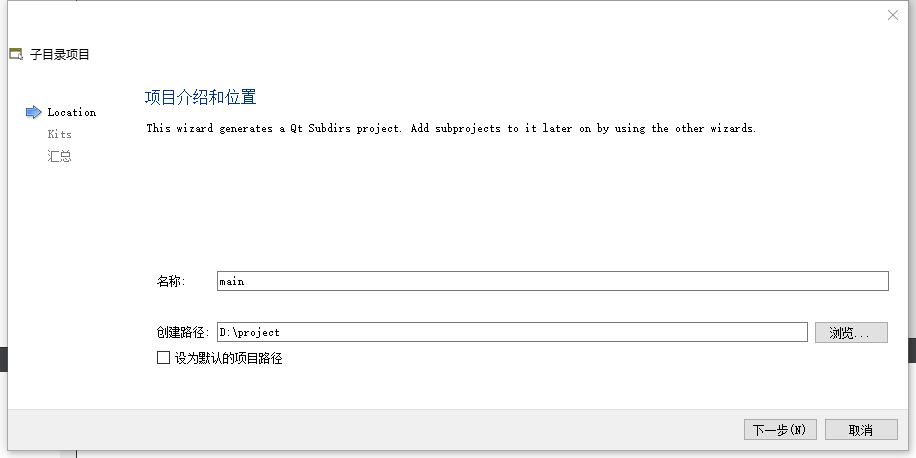 子目录项目
Location
Kits
汇总
项目介绍和位置
This wizard generates a Qt Subdirs project. Add subprojects to it later on by using the other wizards.
名称: main
创建路径: D:\project 浏览...
设为默认的项目路径
下一步(N) 取消